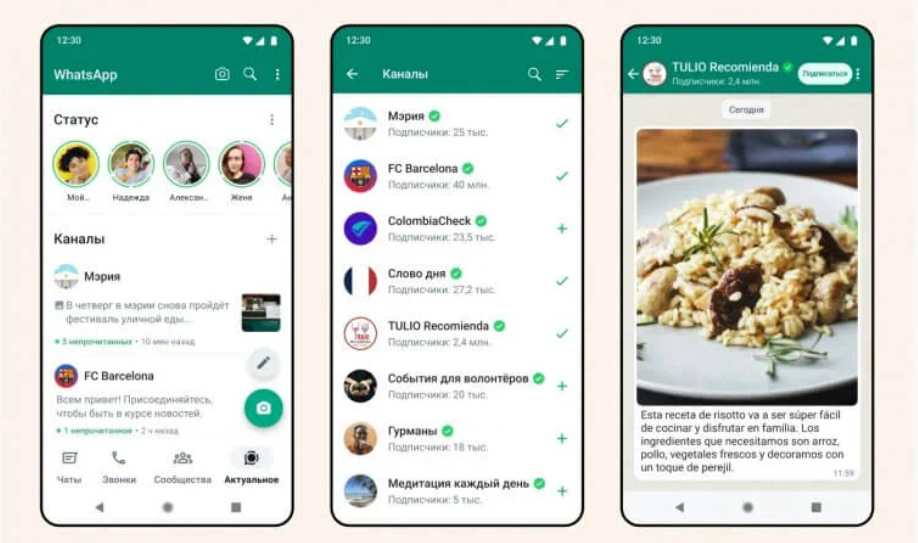 12:30
WhatsApp
Статус
Мой..
Надежда
Алексан..
Женя
Каналы
Мэрия
В четверг в мэрии снова пройдёт
фестиваль уличной еды...
5 непрочитанных • 10 мин назад
FC Barcelona
Всем привет! Присоединяйтесь,
чтобы быть в курсе новостей.
1 непрочитанное • 2 ч назад
Чаты
Звонки
Сообщества
Актуальное
12:30
Каналы
Мэрия
Подписчики: 25 тыс.
FC Barcelona
Подписчики: 40 млн.
ColombiaCheck
Подписчики: 23,5 тыс.
Слово дня
Подписчики: 27,2 тыс.
TULIO Recomienda
Подписчики: 2,4 млн.
События для волонтёров
Подписчики: 20 тыс.
Гурманы
Подписчики: 18 тыс.
Медитация каждый день
Подписчики: 5 тыс.
12:30
TULIO Recomienda
Подписчики: 2,4 млн.
Подписаться
Сегодня
Esta receta de risotto va a ser súper fácil
de cocinar y disfrutar en familia. Los
ingredientes que necesitamos son arroz,
pollo, vegetales frescos y decoramos con
un toque de perejil.
11:59